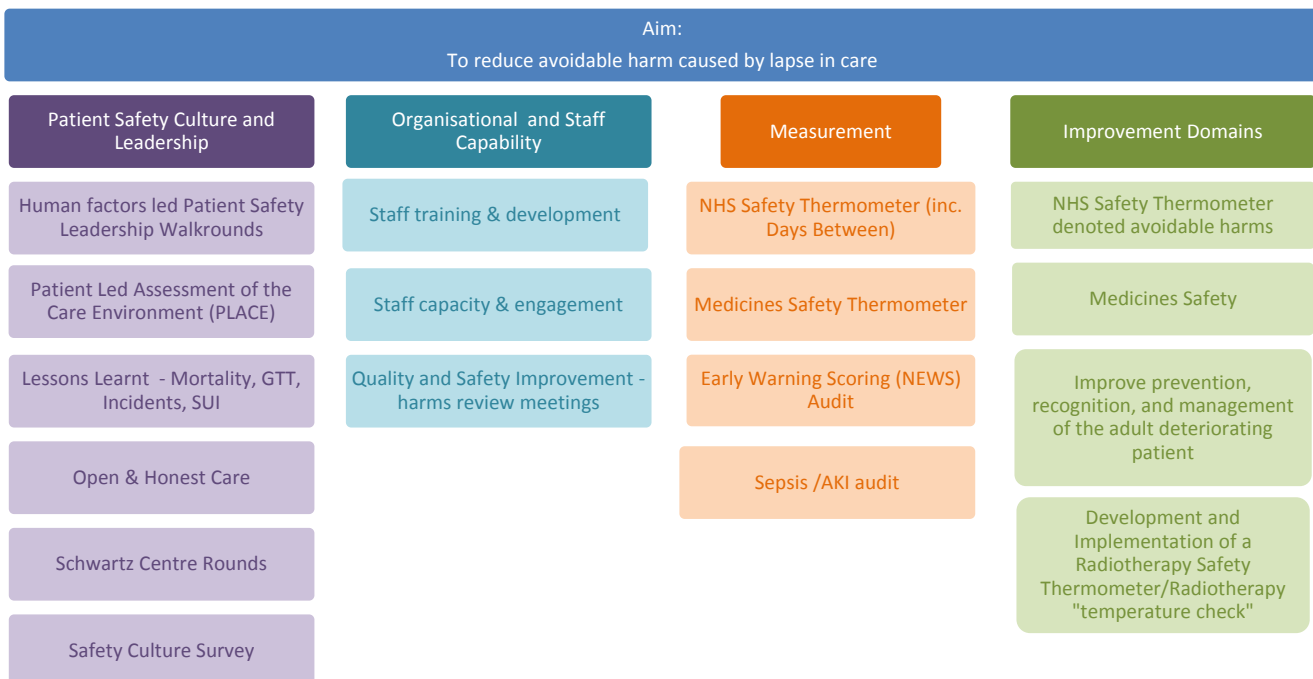 Aim:
To reduce avoidable harm caused by lapse in care
Patient Safety Culture and
Leadership
Human factors led Patient Safety
Leadership Walkrounds
Patient Led Assessment of the
Care Environment (PLACE)
Lessons Learnt - Mortality, GTT,
Incidents, SUI
Open & Honest Care
Schwartz Centre Rounds
Safety Culture Survey
Organisational and Staff
Capability
Staff training & development
Staff capacity & engagement
Quality and Safety Improvement -
harms review meetings
Measurement
NHS Safety Thermometer (inc.
Days Between)
Medicines Safety Thermometer
Early Warning Scoring (NEWS)
Audit
Sepsis /AKI audit
Improvement Domains
NHS Safety Thermometer
denoted avoidable harms
Medicines Safety
Improve prevention,
recognition, and management
of the adult deteriorating
patient
Development and
Implementation of a
Radiotherapy Safety
Thermometer/Radiotherapy
"temperature check"